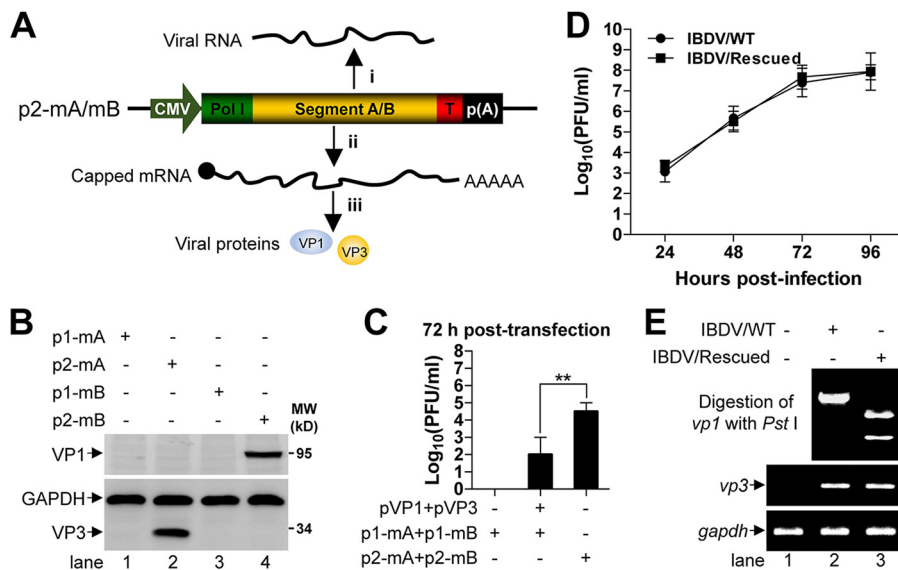 A
Viral RNA
i
p2-mA/mB
CMV
Pol I
Segment A/B
T
p(A)
ii
Capped mRNA
AAAAA
iii
Viral proteins
VP1
VP3
B
p1-mA + - - -
p2-mA - + - -
p1-mB - - + -
p2-mB - - - +
MW
(kD)
VP1
95
GAPDH
VP3
34
lane 1 2 3 4
C
72 h post-transfection
Log10(PFU/ml)
6
5
4
3
2
1
0
**
pVP1+pVP3 - + -
p1-mA+p1-mB + + -
p2-mA+p2-mB - - +
D
IBDV/WT
IBDV/Rescued
Log10(PFU/ml)
10
9
8
7
6
5
4
3
2
1
0
24 48 72 96
Hours post-infection
E
IBDV/WT - + -
IBDV/Rescued - - +
Digestion of
vp1 with Pst I
vp3
gapdh
lane 1 2 3